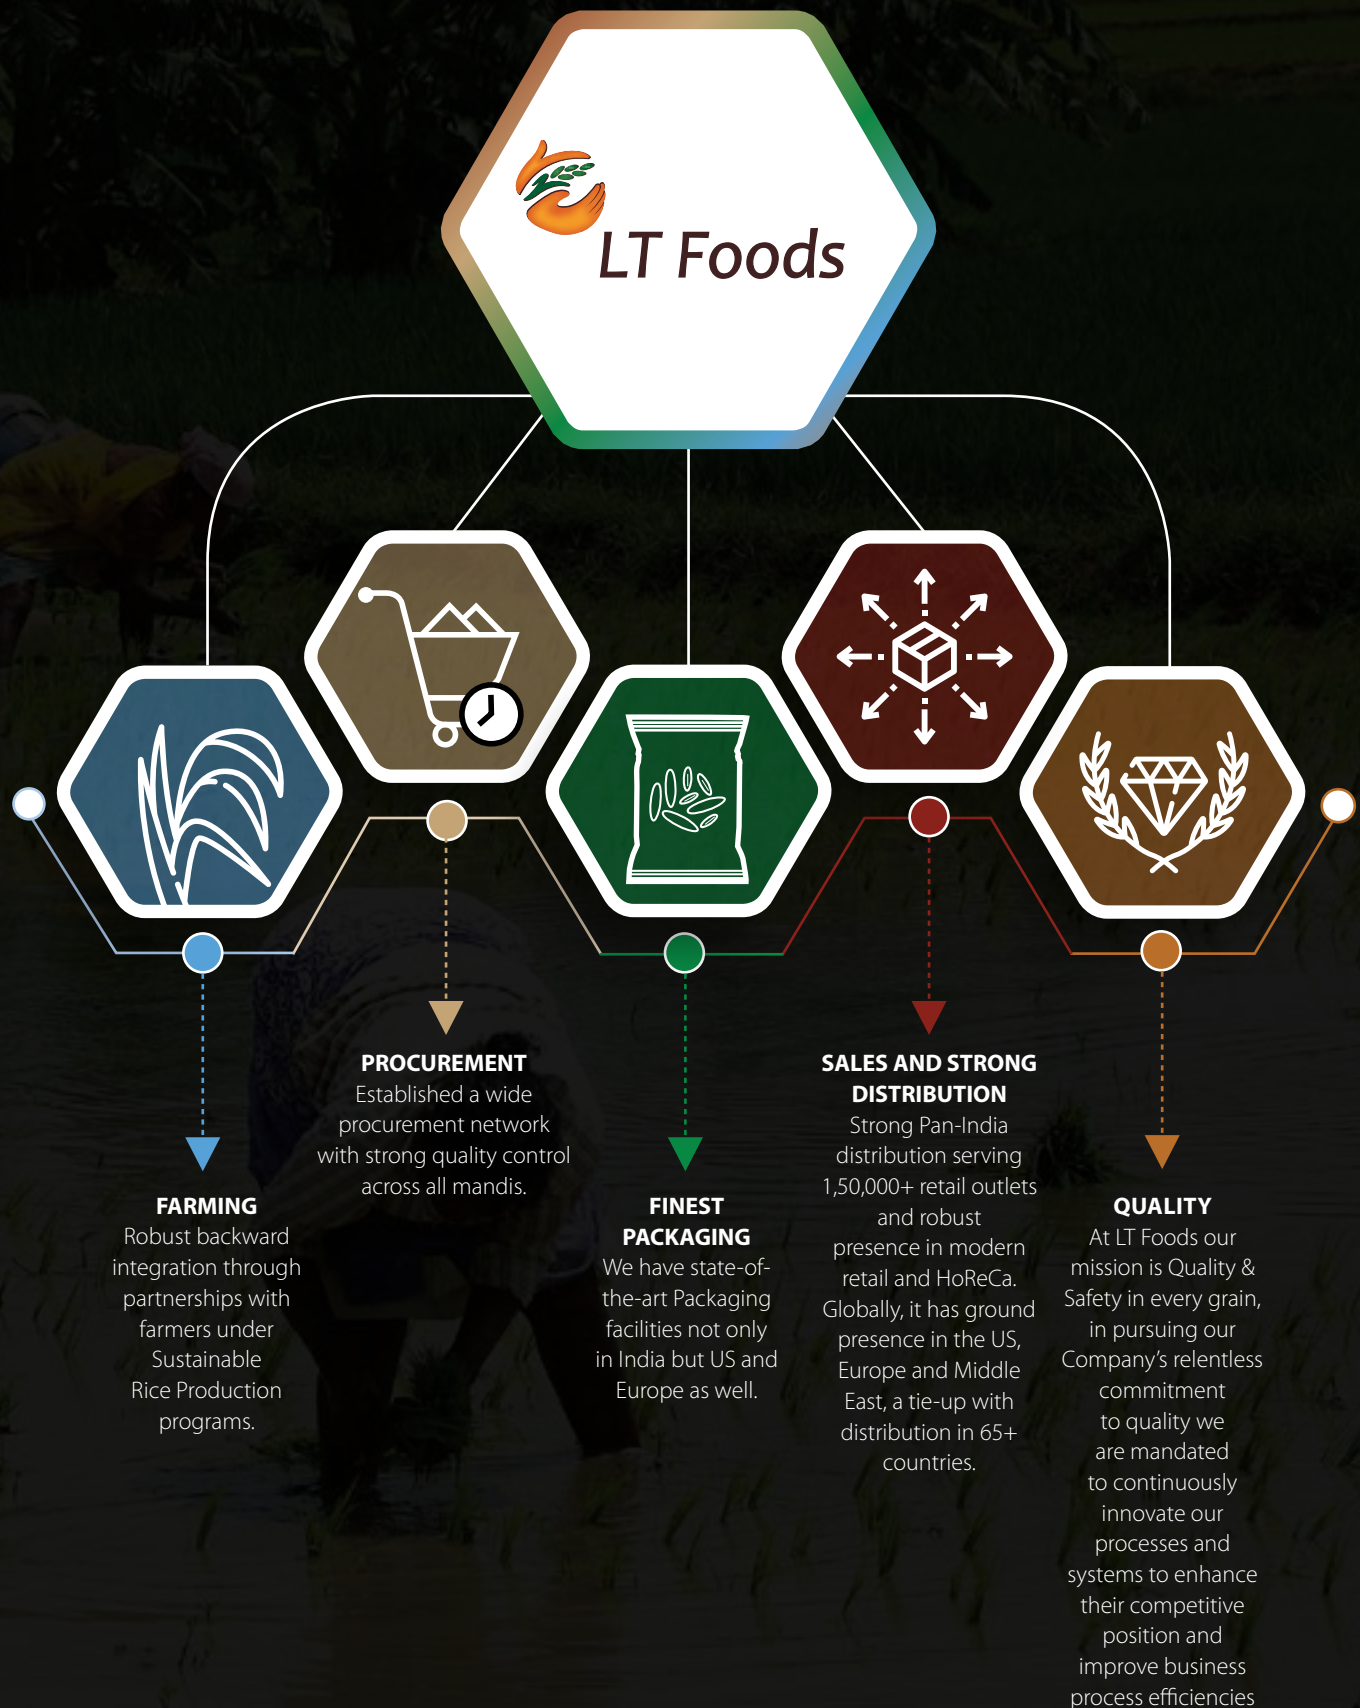 LT Foods
PROCUREMENT
Established a wide
procurement network
with strong quality control
across all mandis.
SALES AND STRONG
DISTRIBUTION
Strong Pan-India
distribution serving
1,50,000+ retail outlets
and robust
presence in modern
retail and HoReCa.
Globally, it has ground
presence in the US,
Europe and Middle
East, a tie-up with
distribution in 65+
countries.
FARMING
Robust backward
integration through
partnerships with
farmers under
Sustainable
Rice Production
programs.
FINEST
PACKAGING
We have state-of-
the-art Packaging
facilities not only
in India but US and
Europe as well.
QUALITY
At LT Foods our
mission is Quality &
Safety in every grain,
in pursuing our
Company's relentless
commitment
to quality we
are mandated
to continuously
innovate our
processes and
systems to enhance
their competitive
position and
improve business
process efficiencies